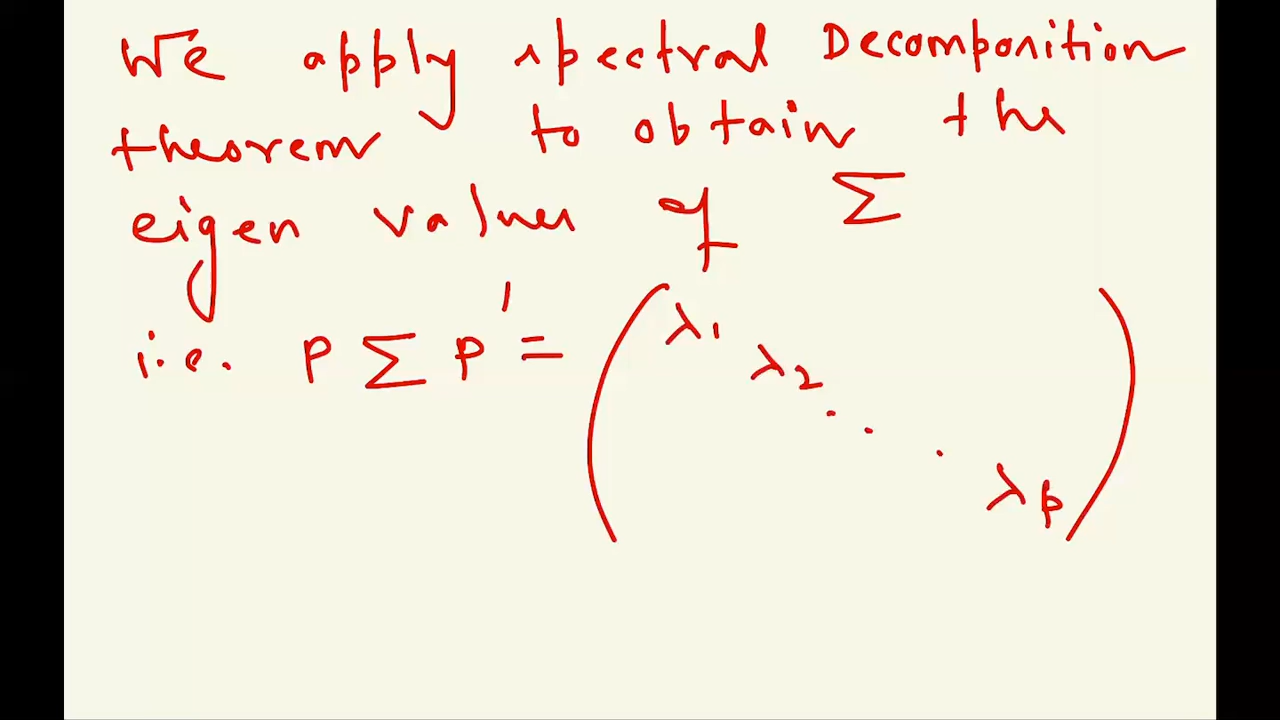 We apply spectral Decomposition
theorem to obtain the
eigen values of Σ
i.e. P Σ P' = ( λ1
λ2
. . .
λp )